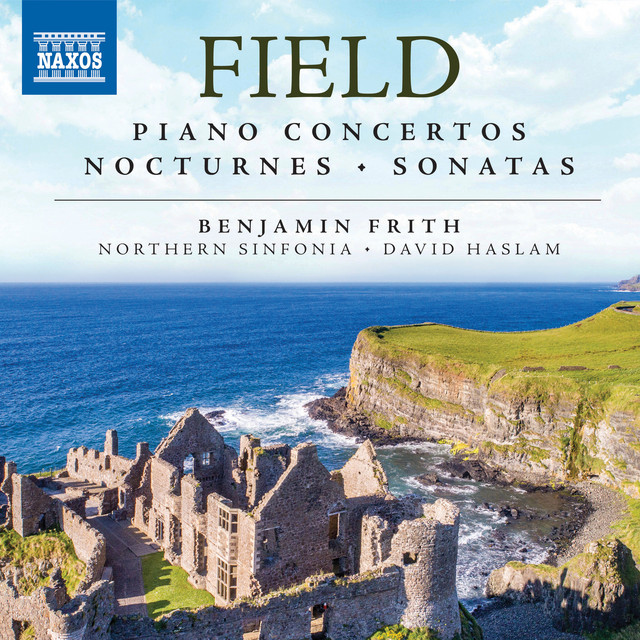 NAXOS
FIELD
PIANO CONCERTOS
NOCTURNES • SONATAS
BENJAMIN FRITH
NORTHERN SINFONIA • DAVID HASLAM